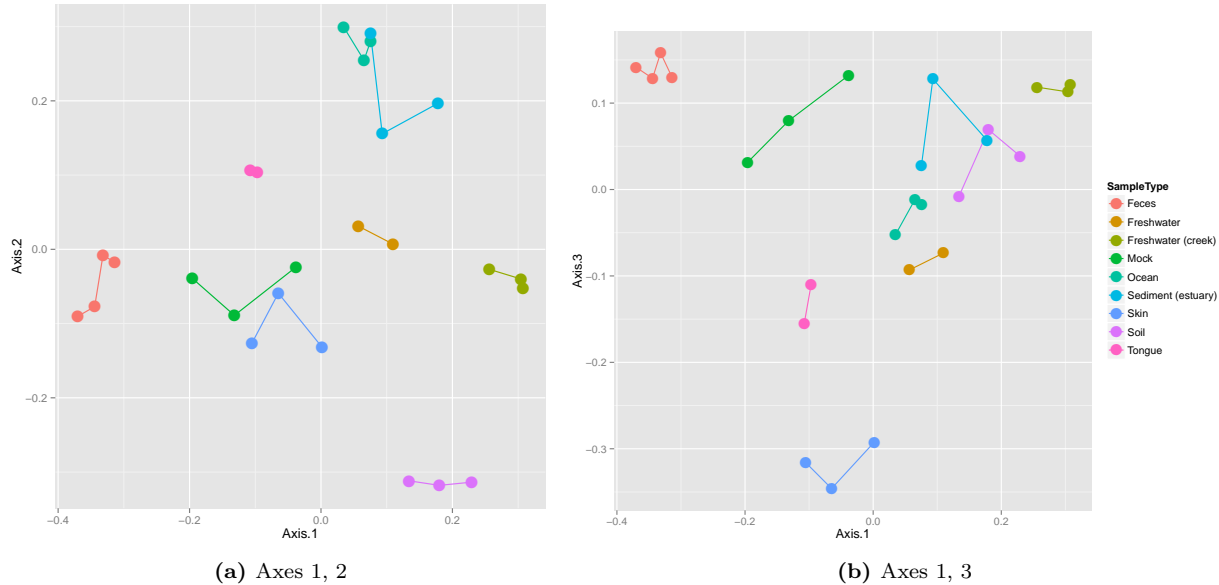 0.2
0.0
−0.2
Axis.2
−0.4
−0.2
0.0
0.2
Axis.1
(a) Axes 1, 2
0.1
0.0
−0.1
−0.2
−0.3
Axis.3
−0.4
−0.2
0.0
0.2
Axis.1
(b) Axes 1, 3
SampleType
Feces
Freshwater
Freshwater (creek)
Mock
Ocean
Sediment (estuary)
Skin
Soil
Tongue